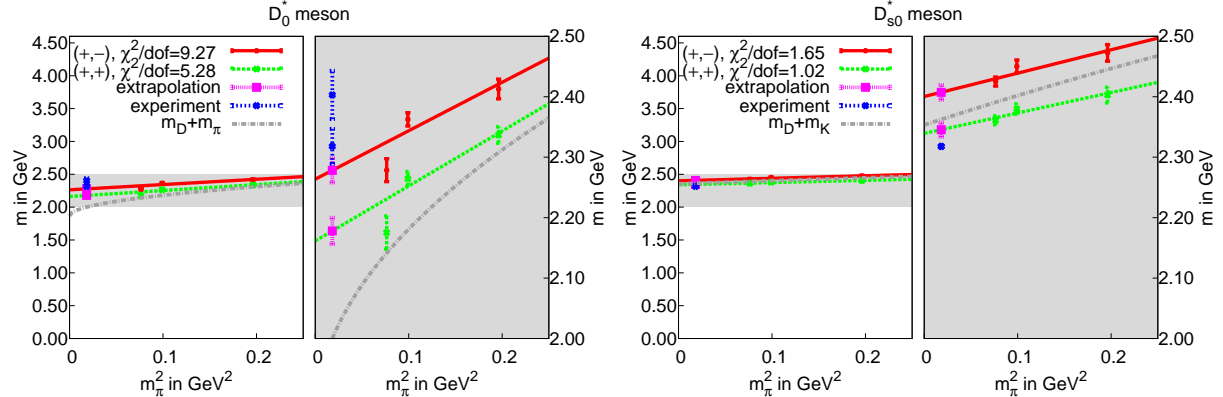 D₀* meson
4.50
4.00
3.50
3.00
2.50
2.00
1.50
1.00
0.50
0.00
m in GeV
(+,−), χ²/dof=9.27
(+,+), χ²/dof=5.28
extrapolation
experiment
m_D+m_π
0
0.1
0.2
m_π² in GeV²
0
0.1
0.2
m_π² in GeV²
2.50
2.40
2.30
2.20
2.10
2.00
m in GeV
D_s0* meson
4.50
4.00
3.50
3.00
2.50
2.00
1.50
1.00
0.50
0.00
m in GeV
(+,−), χ²/dof=1.65
(+,+), χ²/dof=1.02
extrapolation
experiment
m_D+m_K
0
0.1
0.2
m_π² in GeV²
0
0.1
0.2
m_π² in GeV²
2.50
2.40
2.30
2.20
2.10
2.00
m in GeV